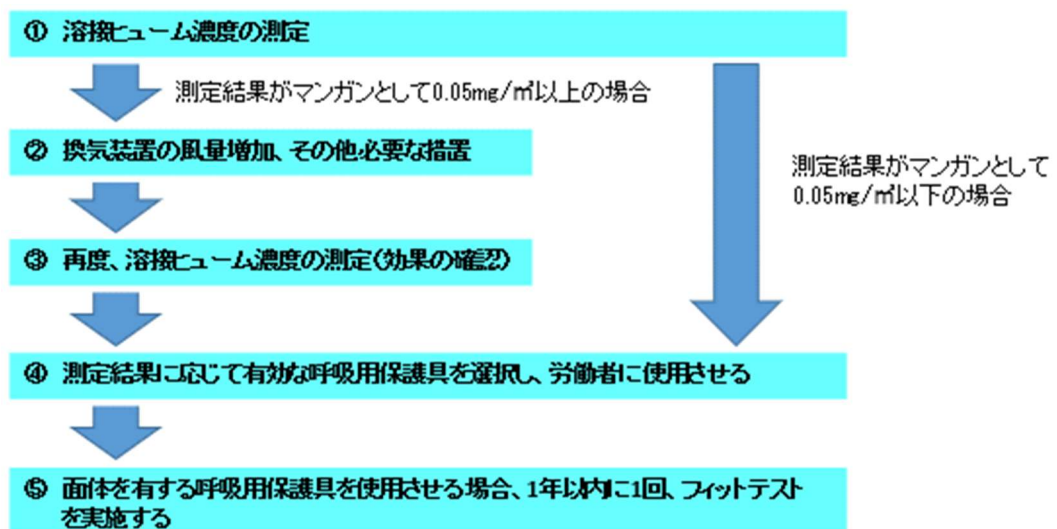 ① 溶接ヒューム濃度の測定
測定結果がマンガンとして0.05mg/㎥以上の場合
② 換気装置の風量増加、その他必要な措置
測定結果がマンガンとして
0.05mg/㎥以下の場合
③ 再度、溶接ヒューム濃度の測定(効果の確認)
④ 測定結果に応じて有効な呼吸用保護具を選択し、労働者に使用させる
⑤ 面体を有する呼吸用保護具を使用させる場合、1年以内に1回、フィットテスト
を実施する